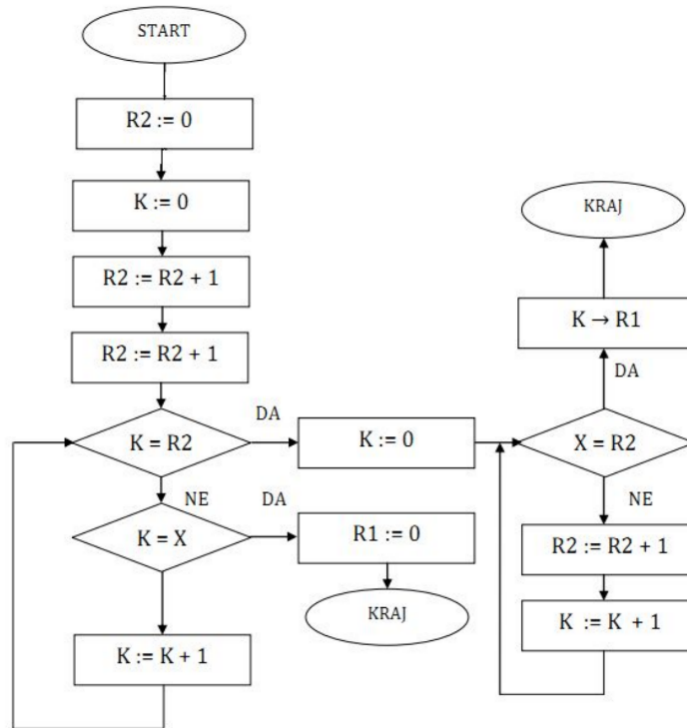 START
R2 := 0
K := 0
R2 := R2 + 1
R2 := R2 + 1
K = R2
DA
NE
K = X
DA
K := K + 1
K := 0
R1 := 0
KRAJ
X = R2
DA
K → R1
KRAJ
NE
R2 := R2 + 1
K := K + 1